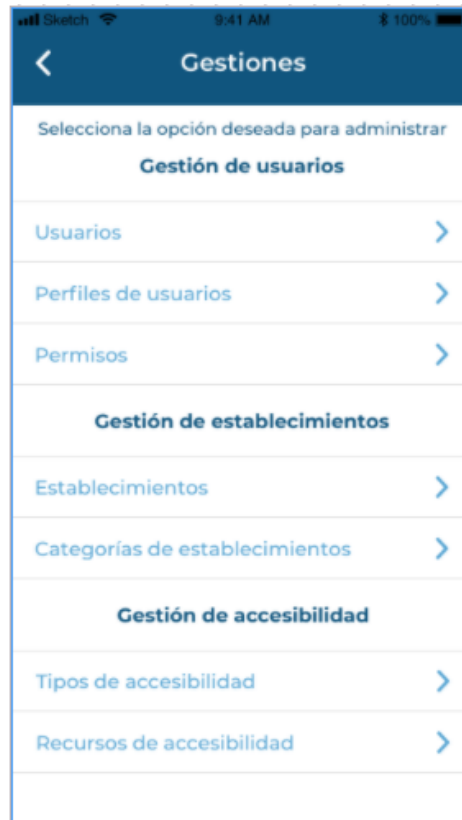 Sketch 9:41 AM 100%
Gestiones
Selecciona la opción deseada para administrar
Gestión de usuarios
Usuarios
Perfiles de usuarios
Permisos
Gestión de establecimientos
Establecimientos
Categorías de establecimientos
Gestión de accesibilidad
Tipos de accesibilidad
Recursos de accesibilidad